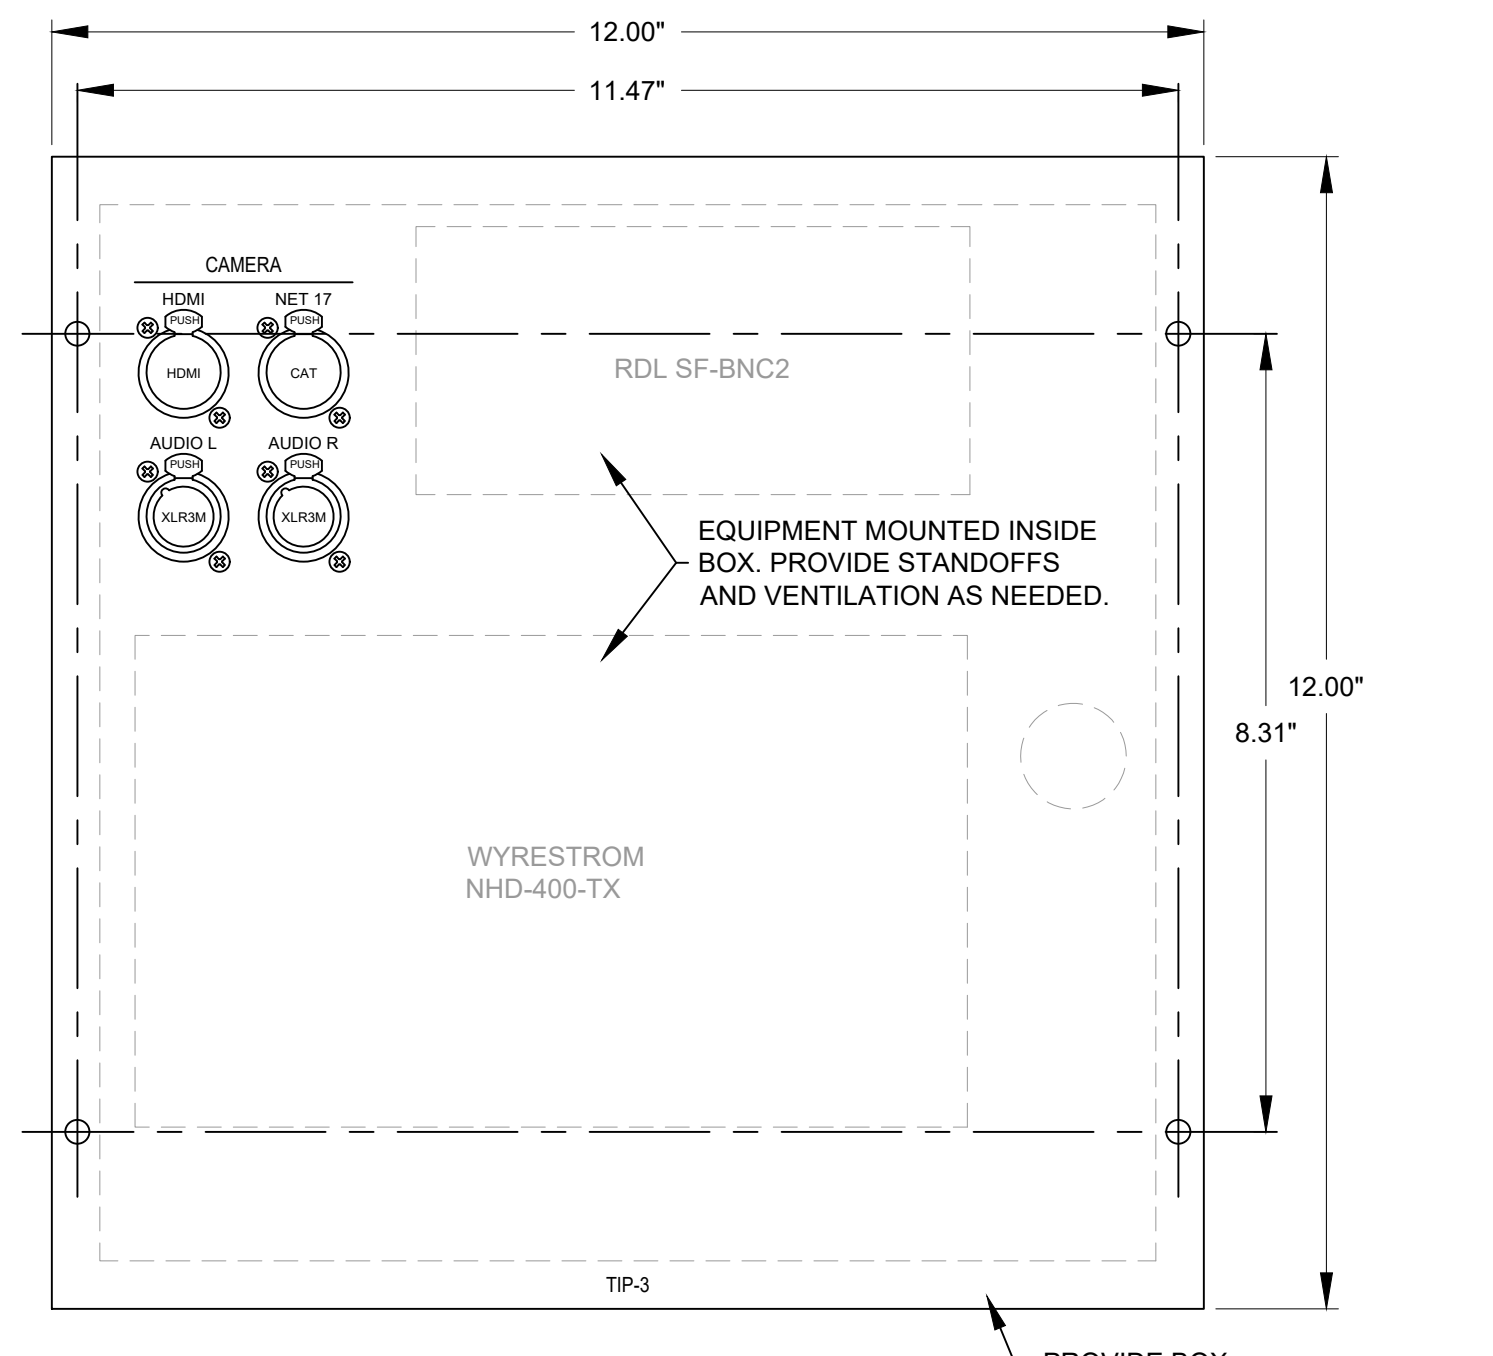 12.00"
11.47"
CAMERA
HDMI NET 17
PUSH PUSH
HDMI CAT
AUDIO L AUDIO R
PUSH PUSH
XLR3M XLR3M
RDL SF-BNC2
EQUIPMENT MOUNTED INSIDE
BOX. PROVIDE STANDOFFS
AND VENTILATION AS NEEDED.
12.00"
8.31"
WYRESTROM
NHD-400-TX
TIP-3
PROVIDE BOX